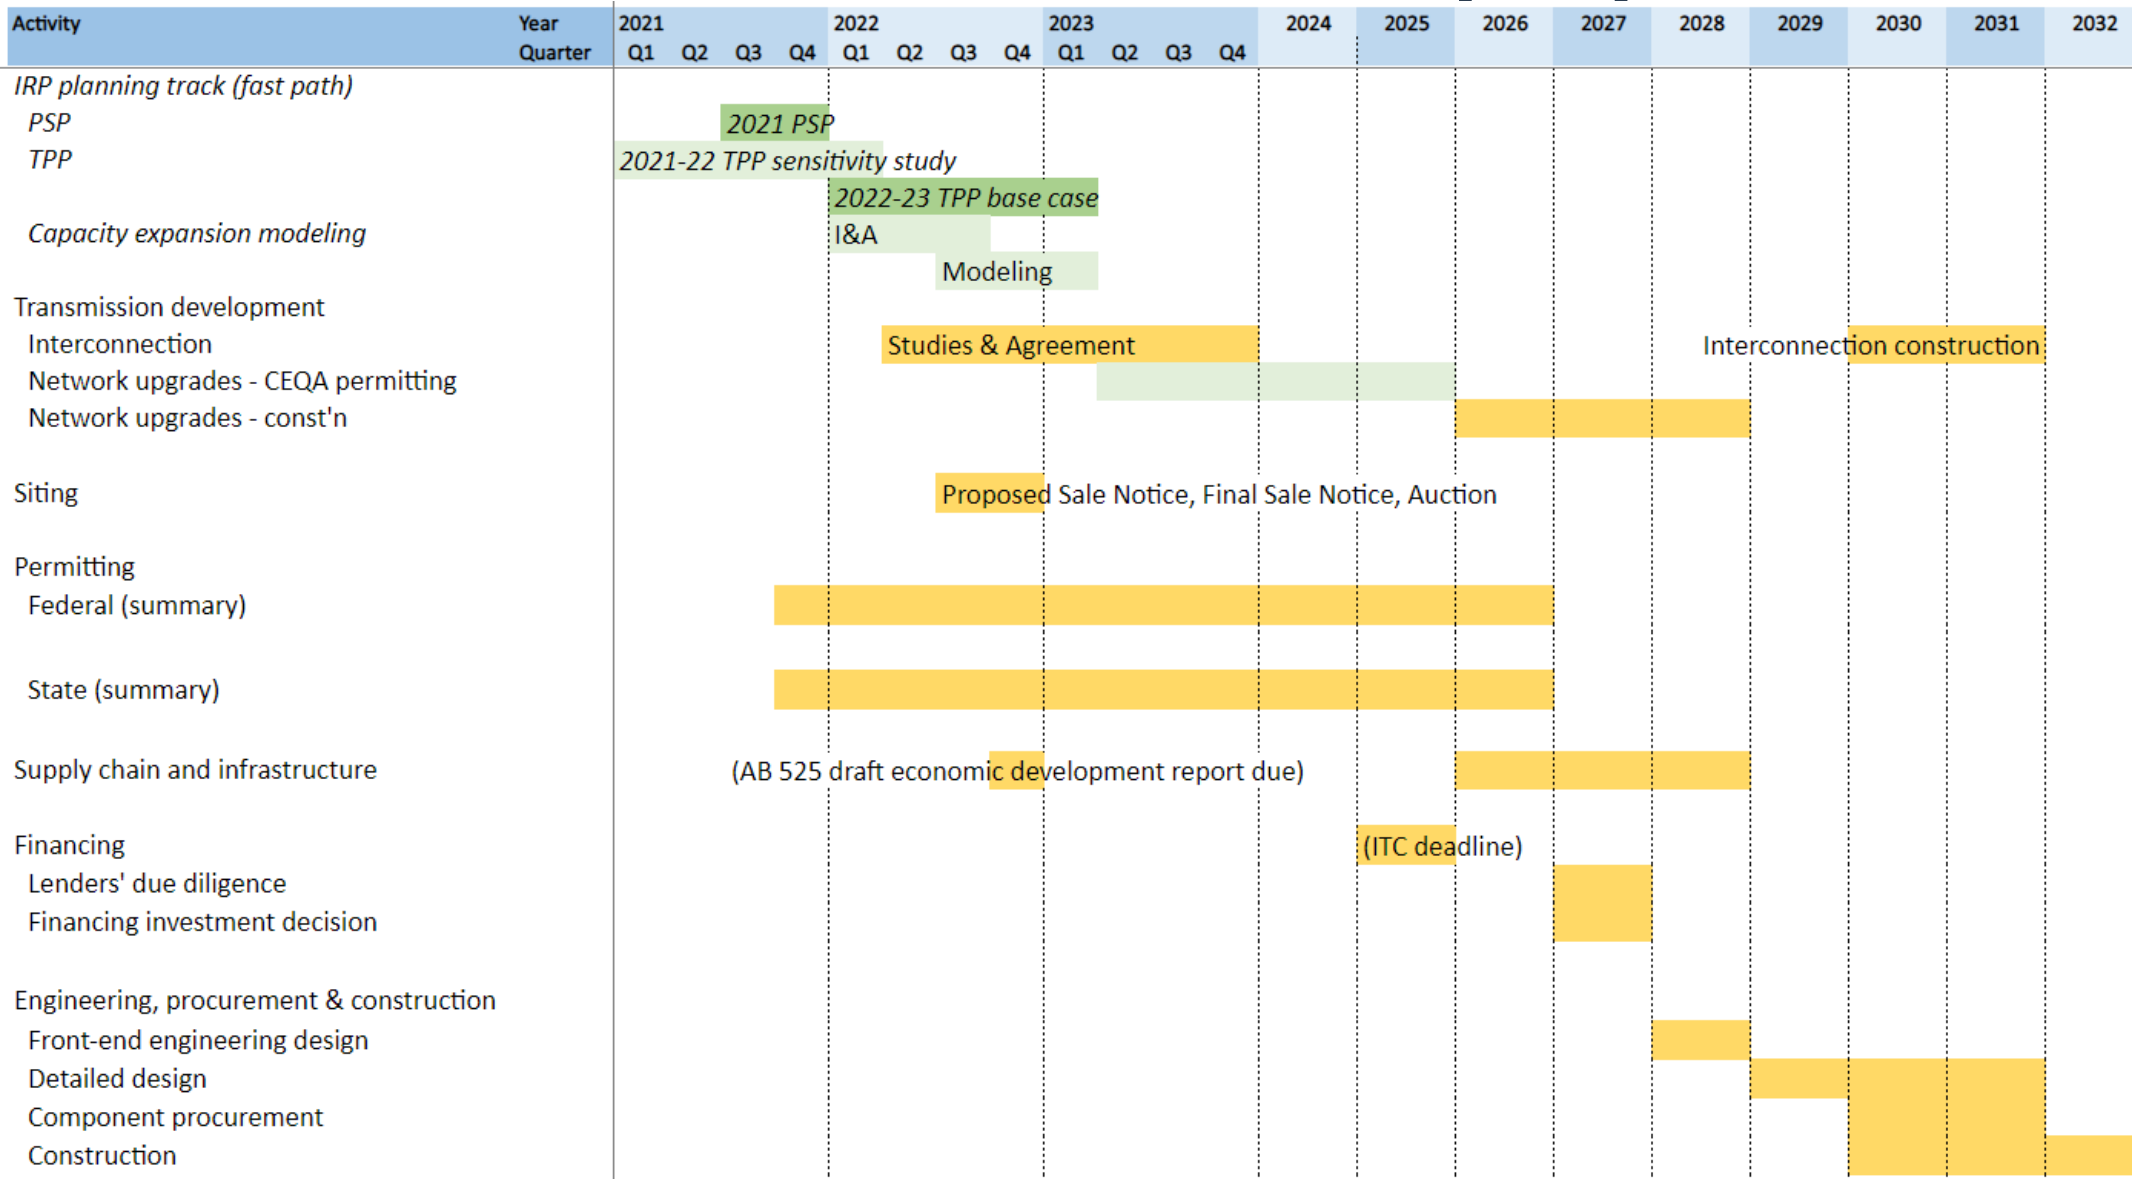 Activity Year 2021 2022 2023 2024 2025 2026 2027 2028 2029 2030 2031 2032
Quarter Q1 Q2 Q3 Q4 Q1 Q2 Q3 Q4 Q1 Q2 Q3 Q4
IRP planning track (fast path)
PSP 2021 PSP
TPP 2021-22 TPP sensitivity study
2022-23 TPP base case
Capacity expansion modeling I&A
Modeling
Transmission development
Interconnection Studies & Agreement Interconnection construction
Network upgrades - CEQA permitting
Network upgrades - const'n
Siting Proposed Sale Notice, Final Sale Notice, Auction
Permitting
Federal (summary)
State (summary)
Supply chain and infrastructure (AB 525 draft economic development report due)
Financing (ITC deadline)
Lenders' due diligence
Financing investment decision
Engineering, procurement & construction
Front-end engineering design
Detailed design
Component procurement
Construction